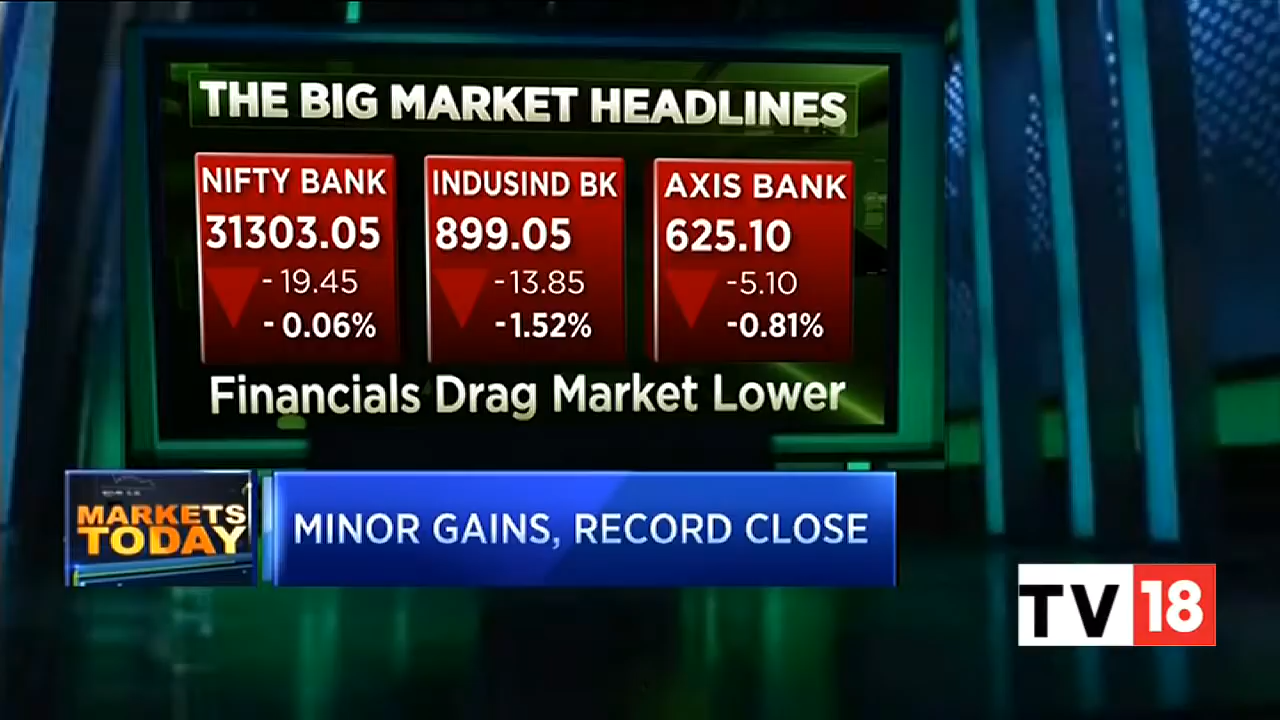 THE BIG MARKET HEADLINES
NIFTY BANK
31303.05
- 19.45
- 0.06%
INDUSIND BK
899.05
-13.85
-1.52%
AXIS BANK
625.10
-5.10
-0.81%
Financials Drag Market Lower
MARKETS
TODAY
MINOR GAINS, RECORD CLOSE
TV18